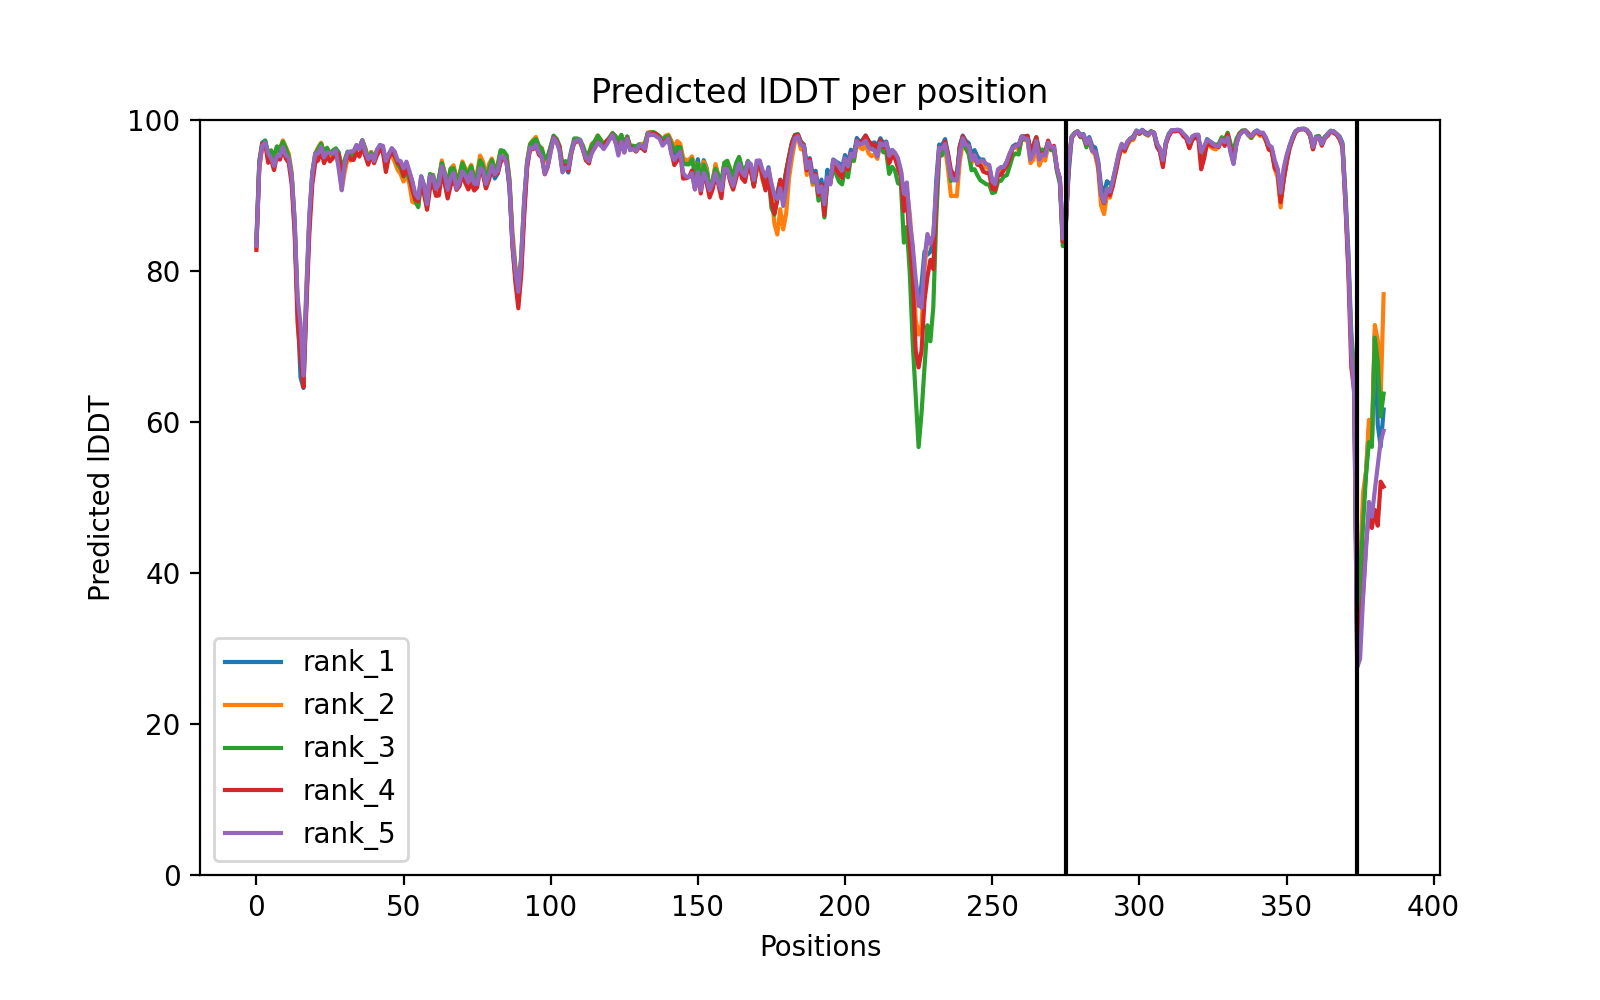 Predicted lDDT per position
100
80
60
40
20
0
Predicted lDDT
rank_1
rank_2
rank_3
rank_4
rank_5
0 50 100 150 200 250 300 350 400
Positions